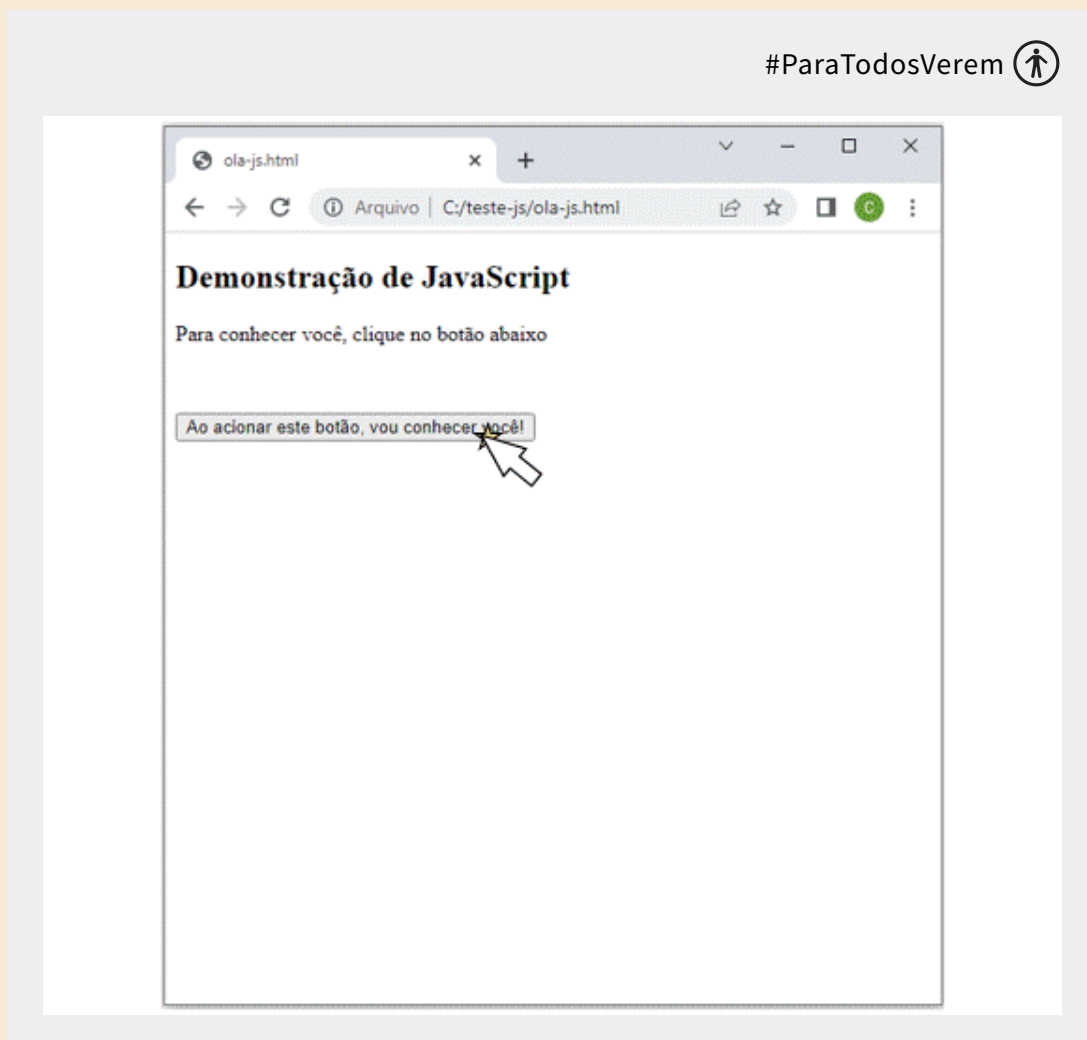 #ParaTodosVerem
ola-js.html
Arquivo | C:/teste-js/ola-js.html
C
Demonstração de JavaScript
Para conhecer você, clique no botão abaixo
Ao acionar este botão, vou conhecer você!